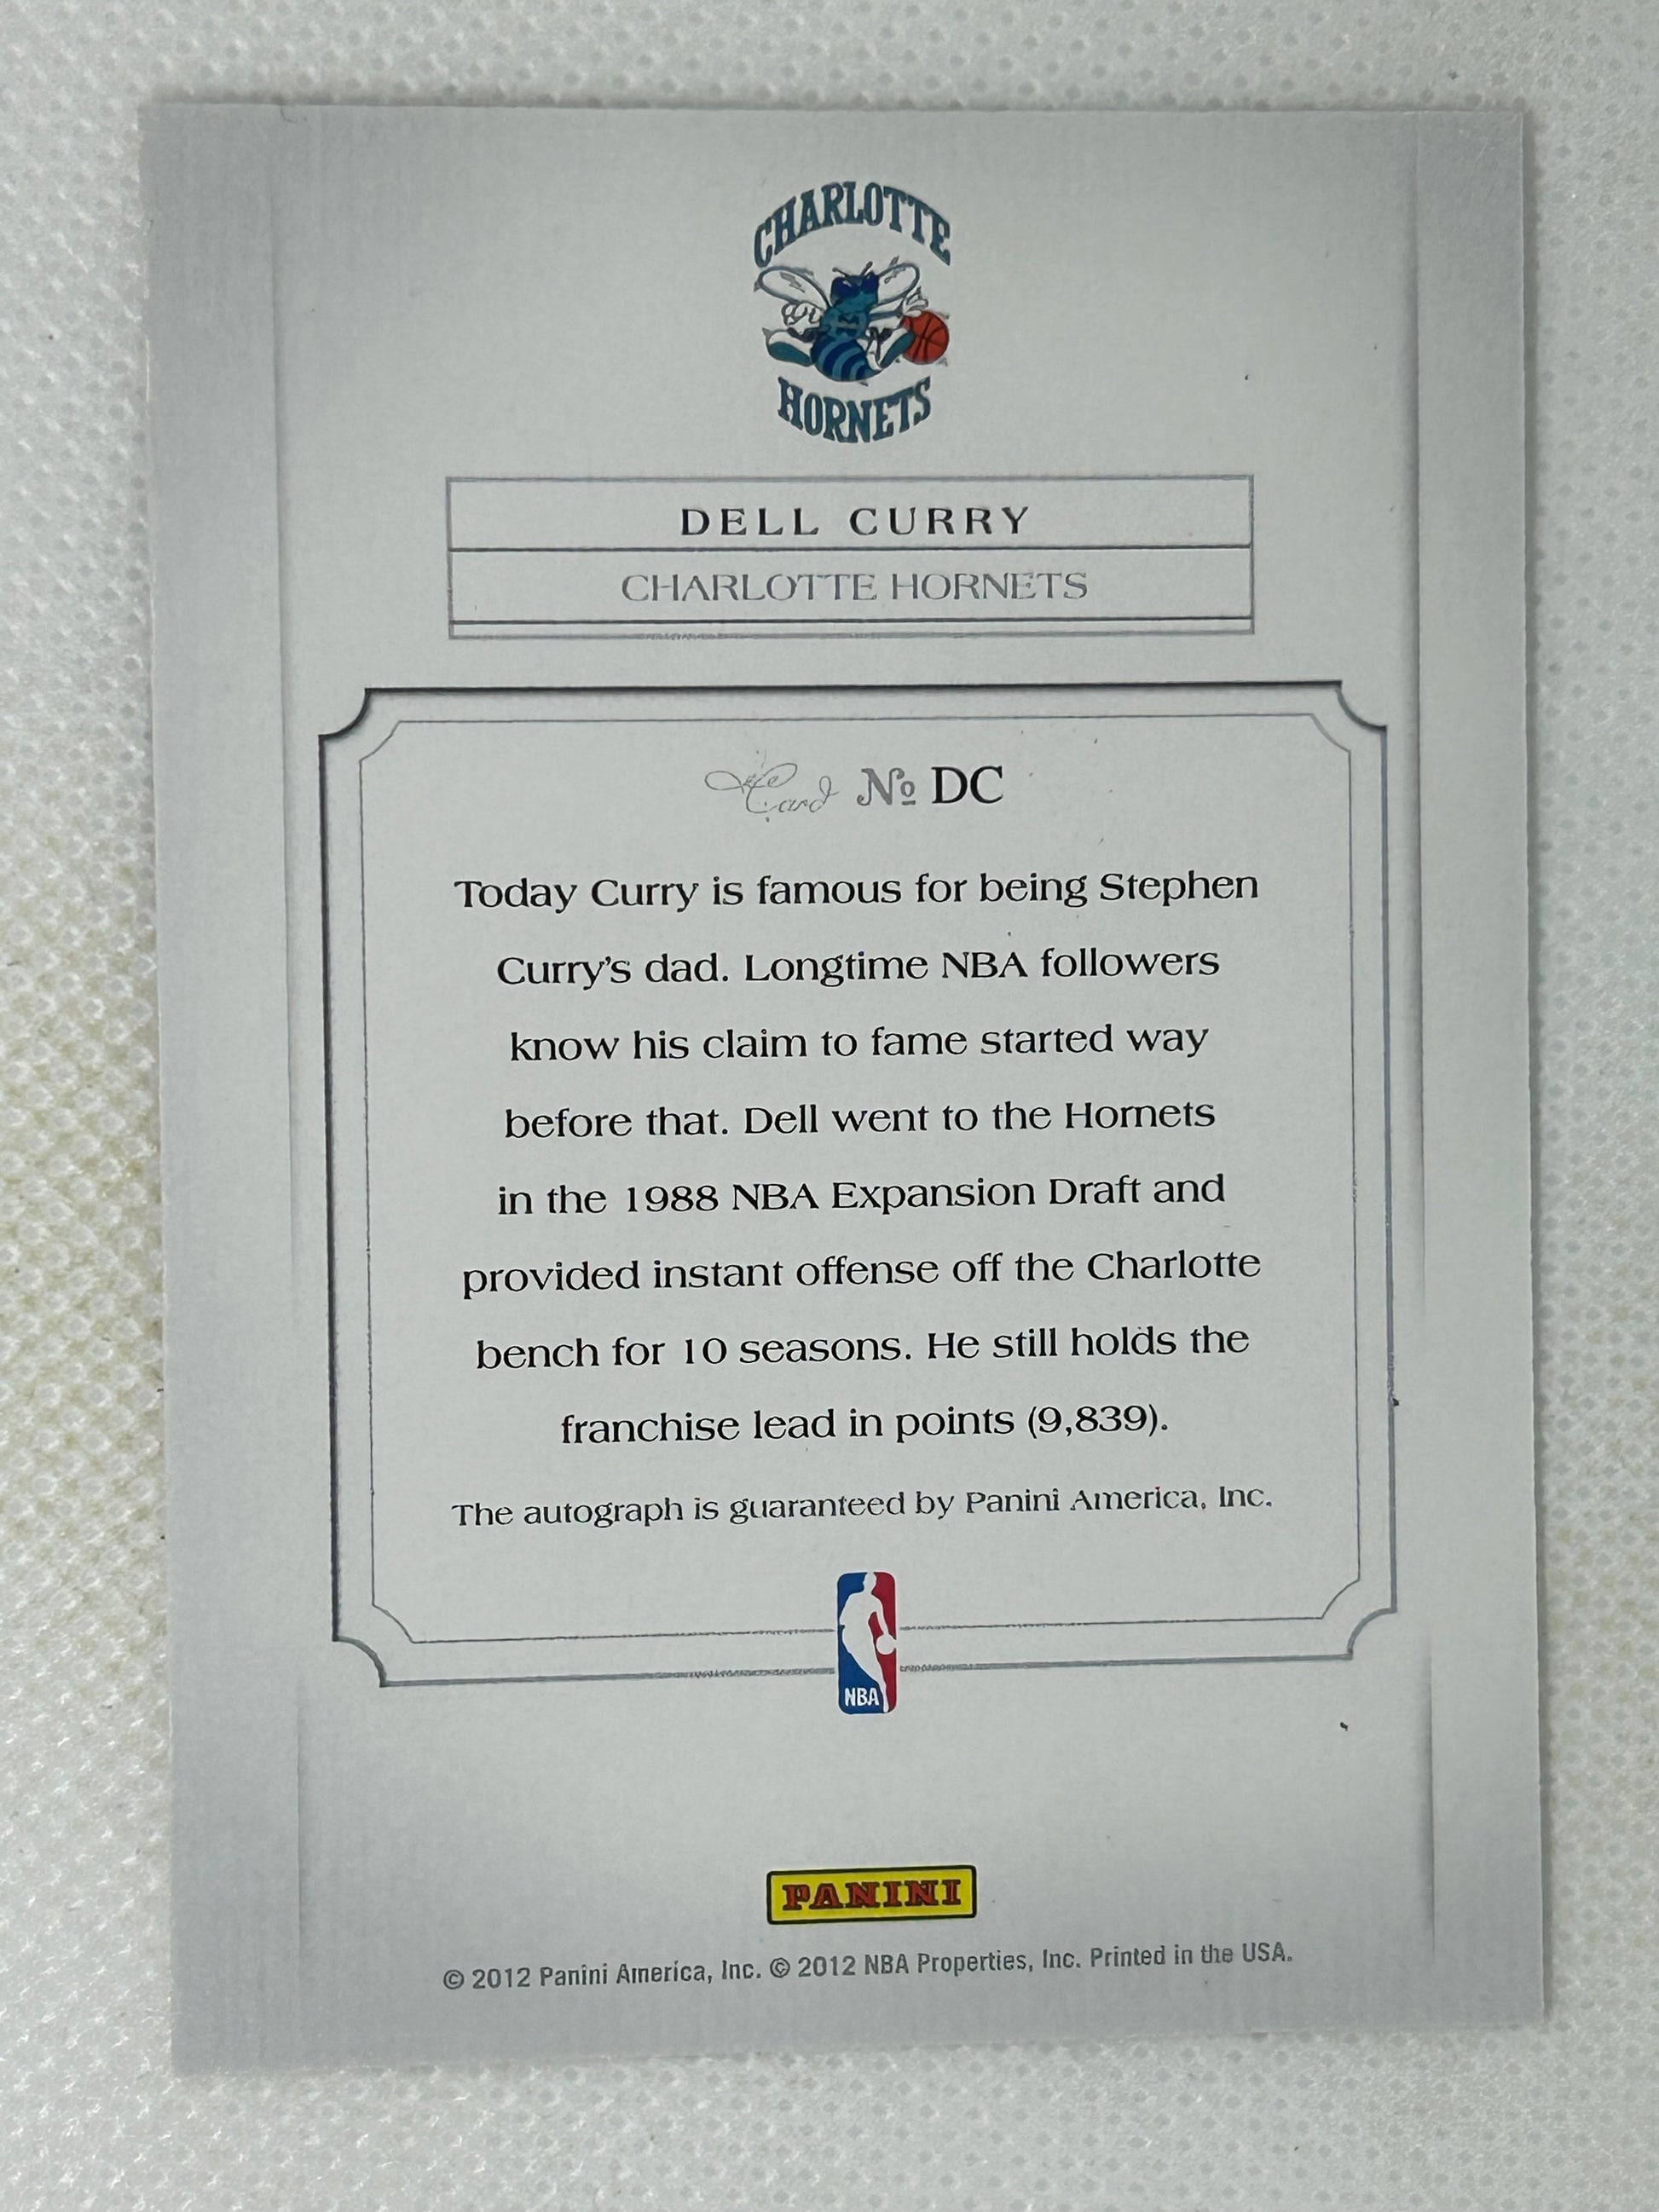 CHARLOTTE
HORNETS
DELL CURRY
CHARLOTTE HORNETS
Card № DC
Today Curry is famous for being Stephen
Curry's dad. Longtime NBA followers
know his claim to fame started way
before that. Dell went to the Hornets
in the 1988 NBA Expansion Draft and
provided instant offense off the Charlotte
bench for 10 seasons. He still holds the
franchise lead in points (9,839).
The autograph is guaranteed by Panini America, Inc.
NBA
PANINI
© 2012 Panini America, Inc. © 2012 NBA Properties, Inc. Printed in the USA.